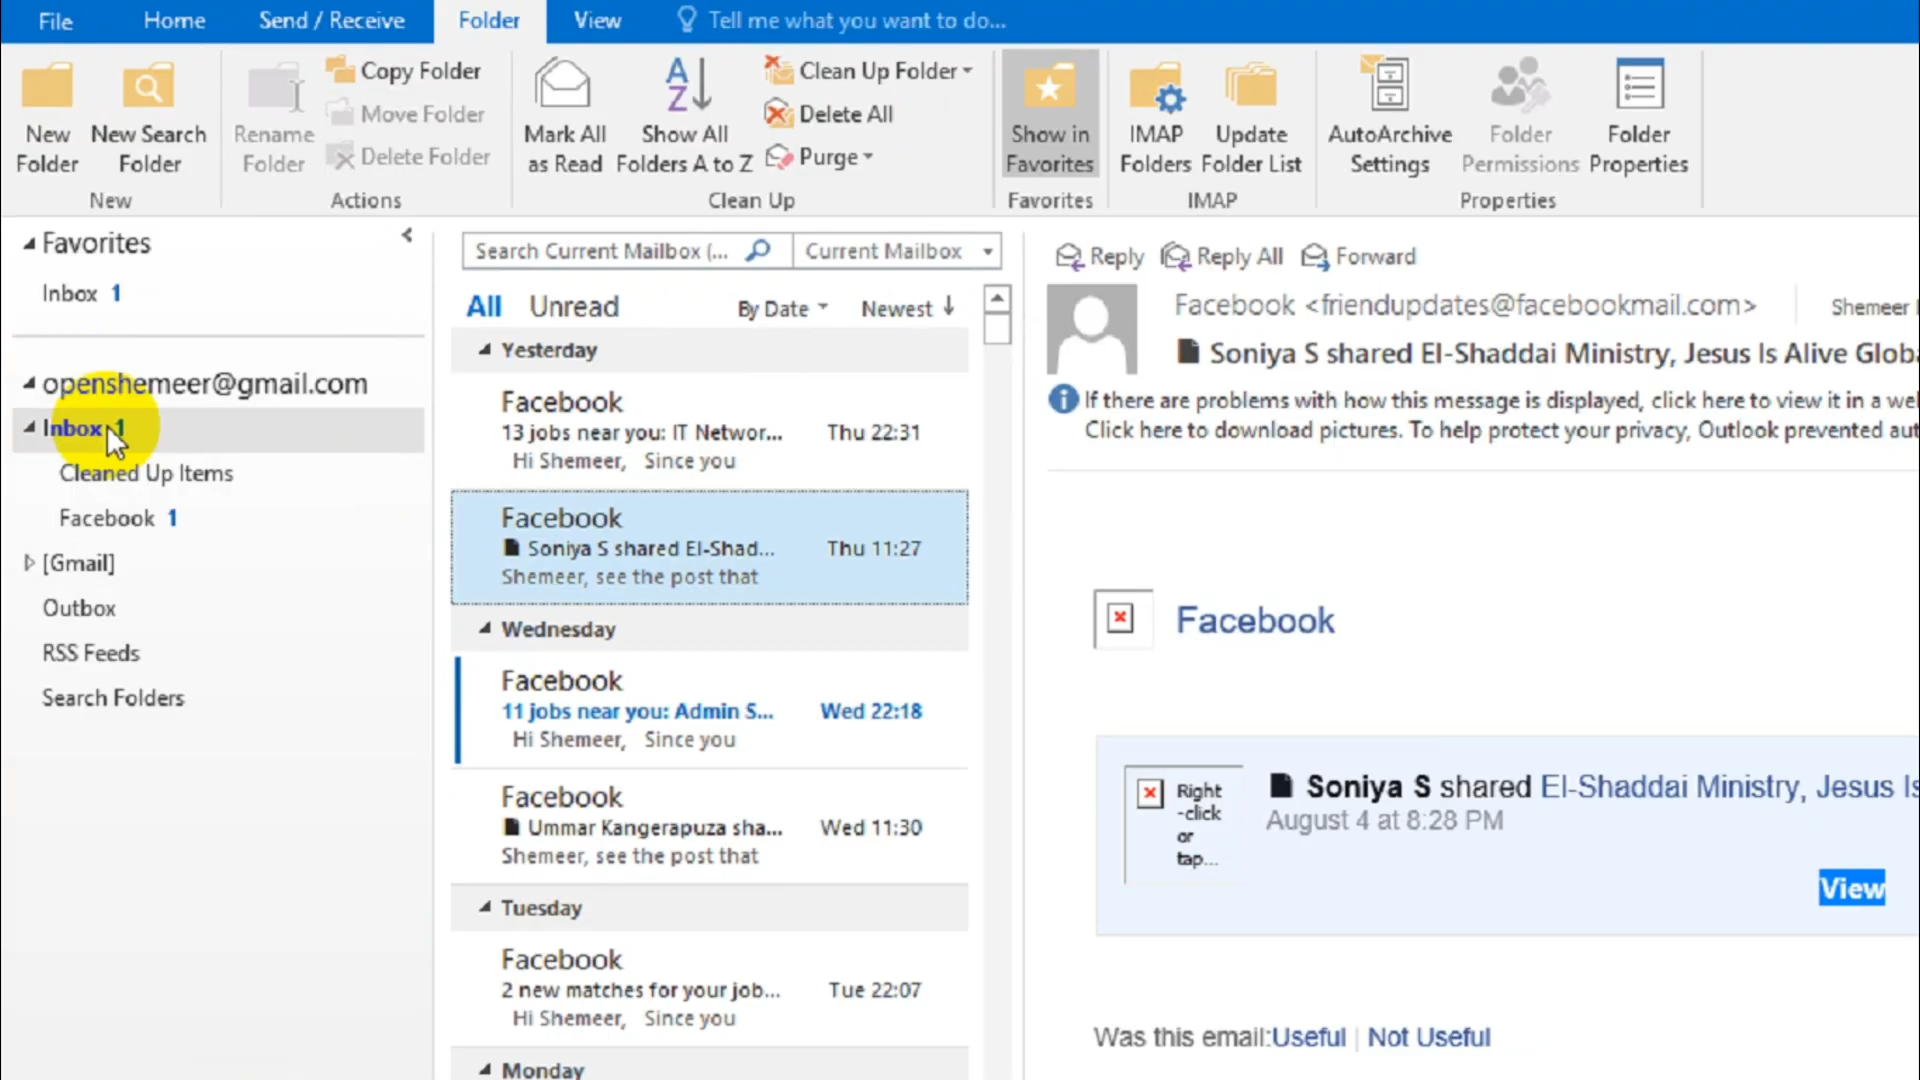 File Home Send / Receive Folder View Tell me what you want to do...
New Folder
New Search Folder
New
Rename Folder
Copy Folder
Move Folder
Delete Folder
Actions
Mark All as Read
Show All Folders A to Z
Clean Up Folder
Delete All
Purge
Clean Up
Show in Favorites
Favorites
IMAP Folders
Update Folder List
IMAP
AutoArchive Settings
Folder Permissions
Folder Properties
Properties
Favorites
Inbox 1
openshemeer@gmail.com
Inbox 1
Cleaned Up Items
Facebook 1
[Gmail]
Outbox
RSS Feeds
Search Folders
Search Current Mailbox (... Current Mailbox
All Unread By Date Newest
Yesterday
Facebook
13 jobs near you: IT Networ... Thu 22:31
Hi Shemeer, Since you
Facebook
Soniya S shared El-Shad... Thu 11:27
Shemeer, see the post that
Wednesday
Facebook
11 jobs near you: Admin S... Wed 22:18
Hi Shemeer, Since you
Facebook
Ummar Kangerapuza sha... Wed 11:30
Shemeer, see the post that
Tuesday
Facebook
2 new matches for your job... Tue 22:07
Hi Shemeer, Since you
Monday
Reply Reply All Forward
Facebook <friendupdates@facebookmail.com> Shemeer
Soniya S shared El-Shaddai Ministry, Jesus Is Alive Globa
If there are problems with how this message is displayed, click here to view it in a we
Click here to download pictures. To help protect your privacy, Outlook prevented aut
Facebook
Right
-click
or
tap...
Soniya S shared El-Shaddai Ministry, Jesus Is
August 4 at 8:28 PM
View
Was this email:Useful | Not Useful